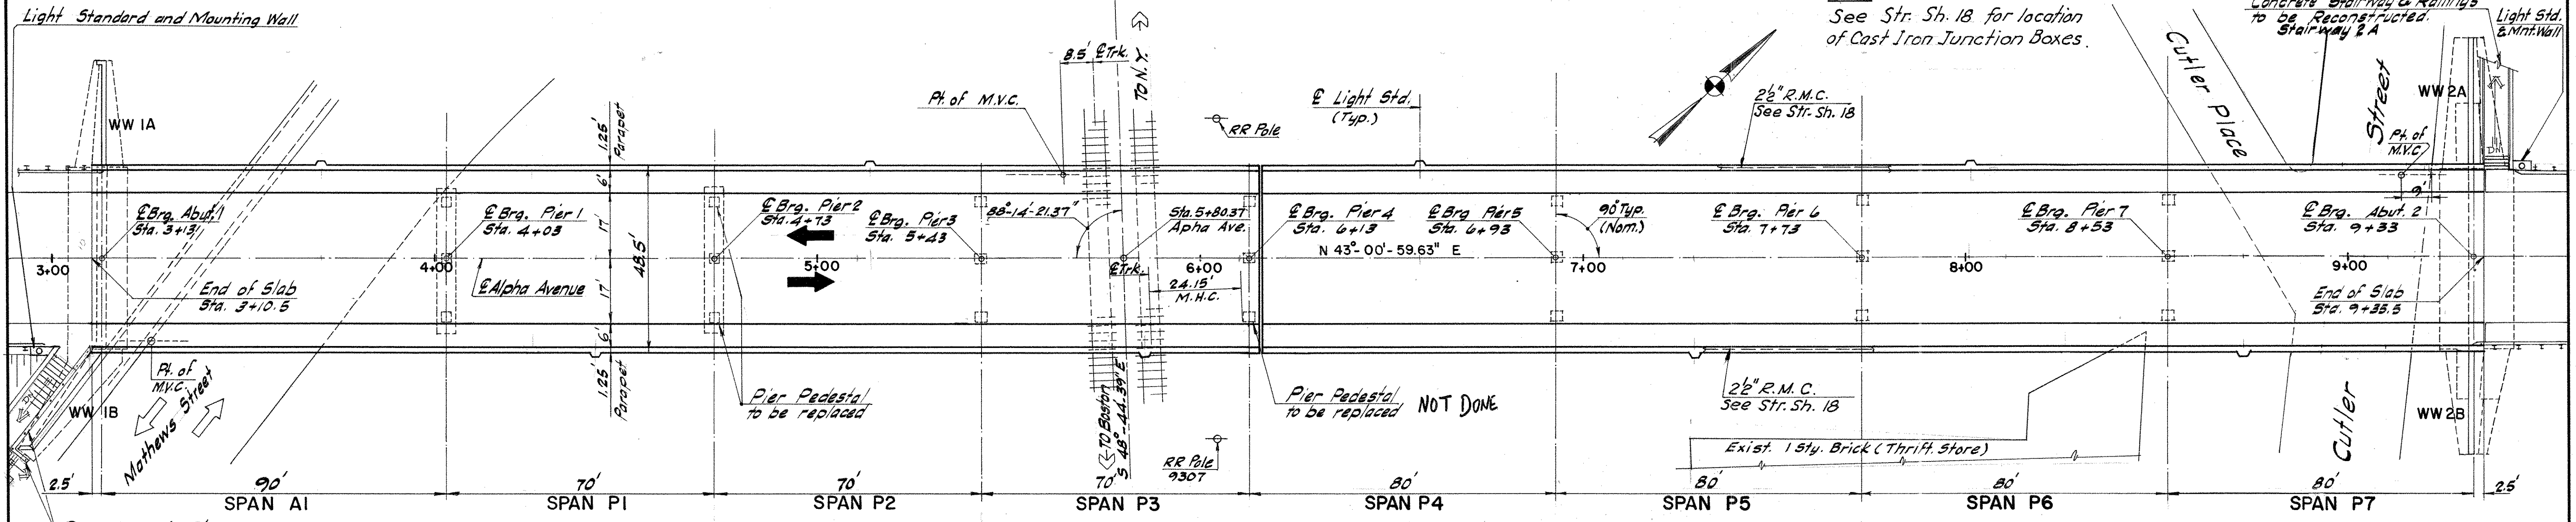 Light Standard and Mounting Wall
See Str. Sh. 18 for location
of Cast Iron Junction Boxes.
Concrete Stairway & Railings
to be Reconstructed.
Stairway 2A
Light Std.
& Mnt. Wall
8.5' ℄ Trk.
TO N.Y.
Pt. of M.V.C.
RR Pole
℄ Light Std.
(Typ.)
2½" R.M.C.
See Str. Sh. 18
Cutler Place
Street
WW 2A
Pt. of
M.V.C.
DN
9'
WW 1A
1.25'
Parapet
6'
17'
48.5'
17'
6'
1.25'
Parapet
℄ Brg. Abut. 1
Sta. 3+13
℄ Brg. Pier 1
Sta. 4+03
℄ Brg. Pier 2
Sta. 4+73
℄ Brg. Pier 3
Sta. 5+43
88°-14'-21.37"
Sta. 5+80.37
Apha Ave.
℄ Brg. Pier 4
Sta. 6+13
℄ Brg. Pier 5
Sta. 6+93
90° Typ.
(Nom.)
℄ Brg. Pier 6
Sta. 7+73
℄ Brg. Pier 7
Sta. 8+53
℄ Brg. Abut. 2
Sta. 9+33
N 43°-00'-59.63" E
3+00
4+00
5+00
6+00
7+00
8+00
9+00
End of Slab
Sta. 3+10.5
℄ Alpha Avenue
℄ Trk.
24.15'
M.H.C.
End of Slab
Sta. 9+35.5
Pt. of
M.V.C.
DN
WW 1B
Mathews Street
Pier Pedestal
to be replaced
TO Boston
S 48°-44.39" E
RR Pole
9307
Pier Pedestal
to be replaced NOT DONE
2½" R.M.C.
See Str. Sh. 18
Exist. 1 Sty. Brick (Thrift Store)
Cutler
WW 2B
2.5'
90'
70'
70'
70'
80'
80'
80'
80'
2.5'
SPAN A1
SPAN P1
SPAN P2
SPAN P3
SPAN P4
SPAN P5
SPAN P6
SPAN P7